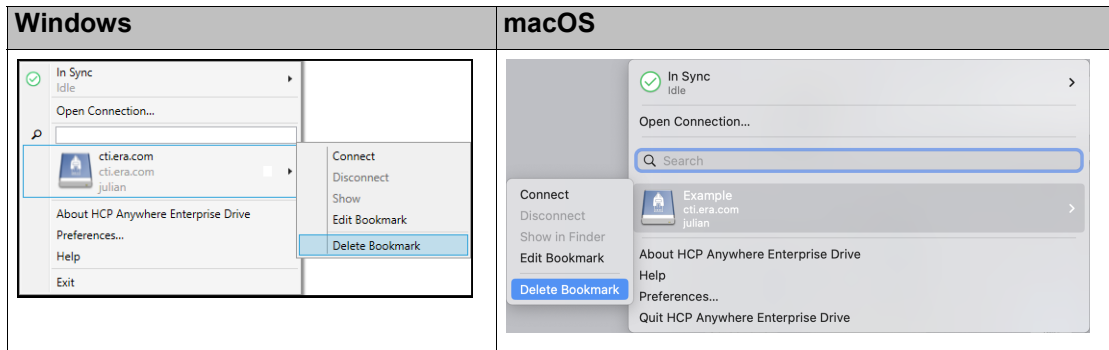 Windows
In Sync
Idle
Open Connection...
cti.era.com
cti.era.com
julian
About HCP Anywhere Enterprise Drive
Preferences...
Help
Exit
Connect
Disconnect
Show
Edit Bookmark
Delete Bookmark
macOS
In Sync
Idle
Open Connection...
Search
Example
cti.era.com
julian
About HCP Anywhere Enterprise Drive
Help
Preferences...
Quit HCP Anywhere Enterprise Drive
Connect
Disconnect
Show in Finder
Edit Bookmark
Delete Bookmark